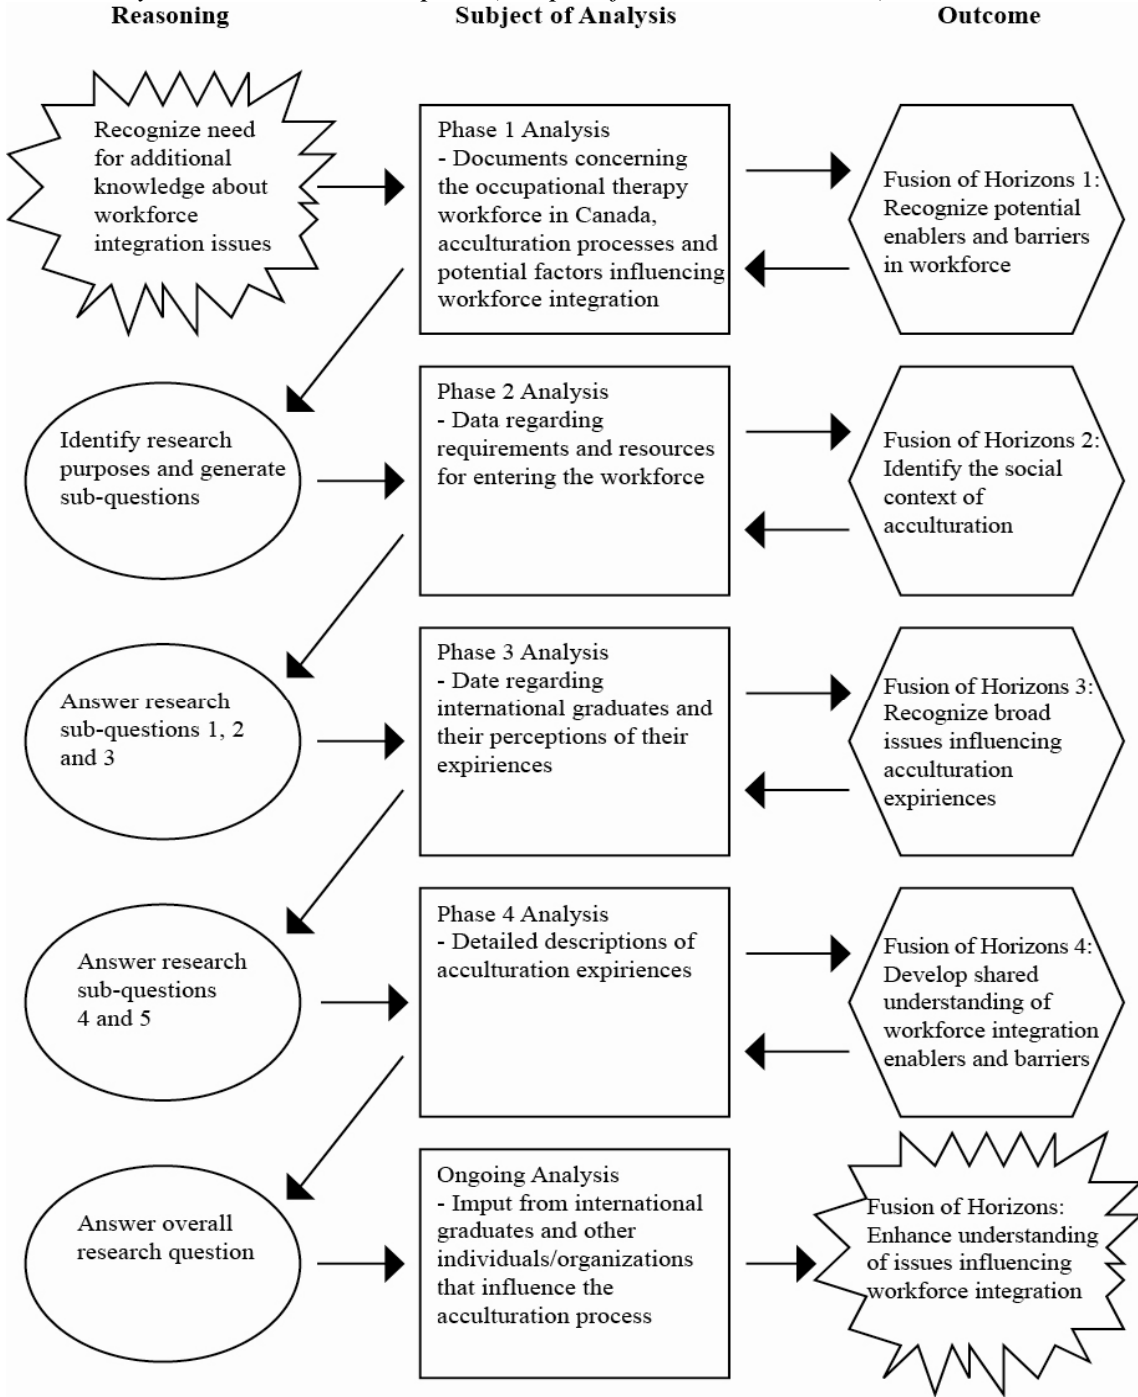 Reasoning
Subject of Analysis
Outcome
Recognize need
for additional
knowledge about
workforce
integration issues
Phase 1 Analysis
- Documents concerning
the occupational therapy
workforce in Canada,
acculturation processes and
potential factors influencing
workforce integration
Fusion of Horizons 1:
Recognize potential
enablers and barriers
in workforce
Identify research
purposes and generate
sub-questions
Phase 2 Analysis
- Data regarding
requirements and resources
for entering the workforce
Fusion of Horizons 2:
Identify the social
context of
acculturation
Answer research
sub-questions 1, 2
and 3
Phase 3 Analysis
- Date regarding
international graduates and
their perceptions of their
expiriences
Fusion of Horizons 3:
Recognize broad
issues influencing
acculturation
expiriences
Answer research
sub-questions
4 and 5
Phase 4 Analysis
- Detailed descriptions of
acculturation expiriences
Fusion of Horizons 4:
Develop shared
understanding of
workforce integration
enablers and barriers
Answer overall
research question
Ongoing Analysis
- Imput from international
graduates and other
individuals/organizations
that influence the
acculturation process
Fusion of Horizons:
Enhance understanding
of issues influencing
workforce integration